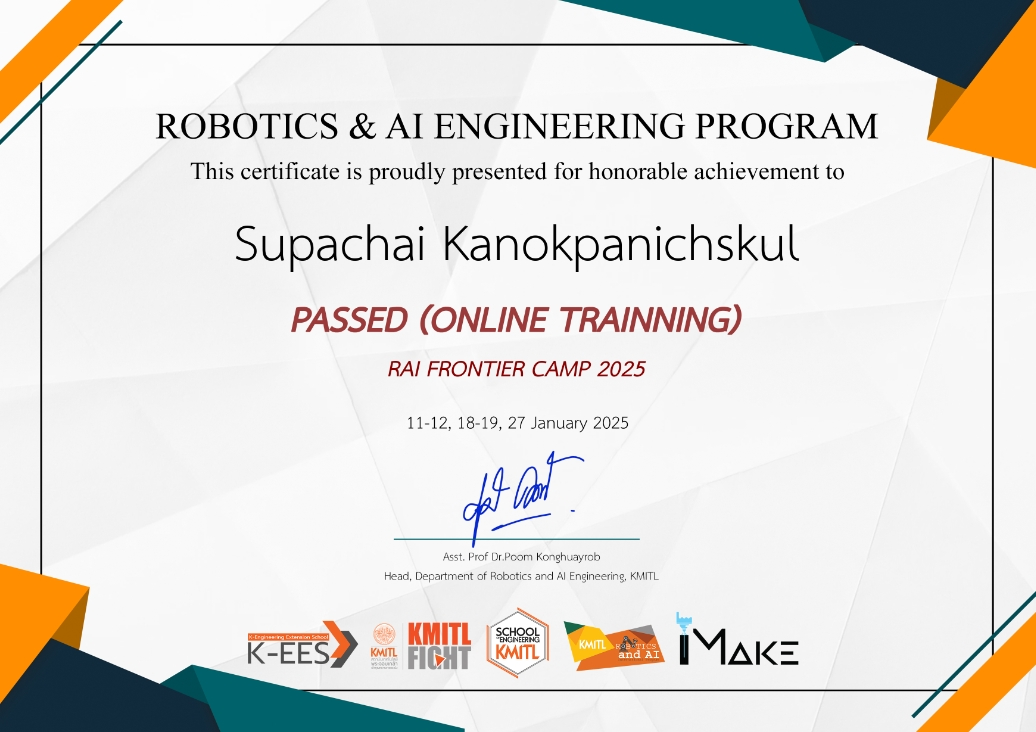 ROBOTICS & AI ENGINEERING PROGRAM
This certificate is proudly presented for honorable achievement to
Supachai Kanokpanichskul
PASSED (ONLINE TRAINNING)
RAI FRONTIER CAMP 2025
11-12, 18-19, 27 January 2025
Asst. Prof Dr.Poom Konghuayrob
Head, Department of Robotics and AI Engineering, KMITL
K-Engineering Extension School
K-EES
KMITL
KMITL
FIGHT
SCHOOL
OF ENGINEERING
KMITL
KMITL
ROBOTICS
and AI
iMAKE